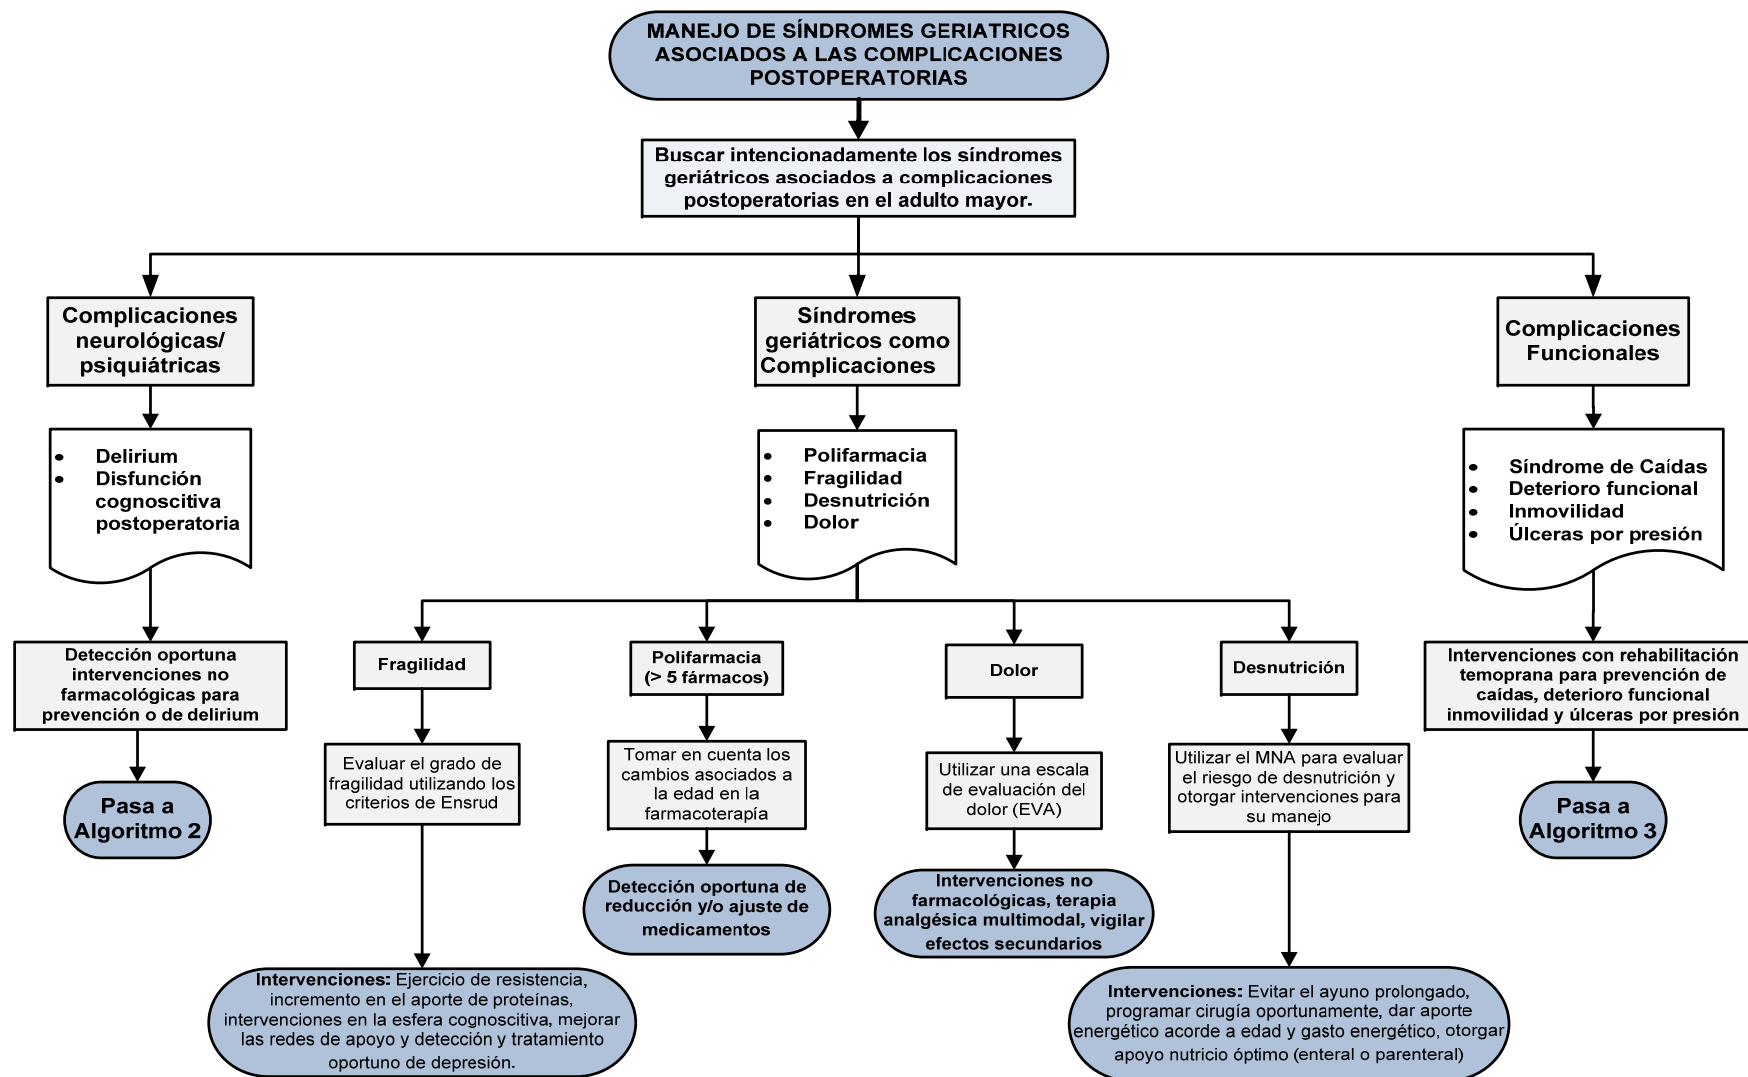 MANEJO DE SÍNDROMES GERIATRICOS
ASOCIADOS A LAS COMPLICACIONES
POSTOPERATORIAS
Buscar intencionadamente los síndromes
geriátricos asociados a complicaciones
postoperatorias en el adulto mayor.
Complicaciones
neurológicas/
psiquiátricas
Síndromes
geriátricos como
Complicaciones
Complicaciones
Funcionales
• Delirium
• Disfunción
cognoscitiva
postoperatoria
• Polifarmacia
• Fragilidad
• Desnutrición
• Dolor
• Síndrome de Caídas
• Deterioro funcional
• Inmovilidad
• Úlceras por presión
Detección oportuna
intervenciones no
farmacológicas para
prevención o de delirium
Fragilidad
Polifarmacia
(> 5 fármacos)
Dolor
Desnutrición
Intervenciones con rehabilitación
temoprana para prevención de
caídas, deterioro funcional
inmovilidad y úlceras por presión
Evaluar el grado de
fragilidad utilizando los
criterios de Ensrud
Tomar en cuenta los
cambios asociados a
la edad en la
farmacoterapía
Utilizar una escala
de evaluación del
dolor (EVA)
Utilizar el MNA para evaluar
el riesgo de desnutrición y
otorgar intervenciones para
su manejo
Pasa a
Algoritmo 2
Pasa a
Algoritmo 3
Detección oportuna de
reducción y/o ajuste de
medicamentos
Intervenciones no
farmacológicas, terapia
analgésica multimodal, vigilar
efectos secundarios
Intervenciones: Ejercicio de resistencia,
incremento en el aporte de proteínas,
intervenciones en la esfera cognoscitiva, mejorar
las redes de apoyo y detección y tratamiento
oportuno de depresión.
Intervenciones: Evitar el ayuno prolongado,
programar cirugía oportunamente, dar aporte
energético acorde a edad y gasto energético, otorgar
apoyo nutricio óptimo (enteral o parenteral)